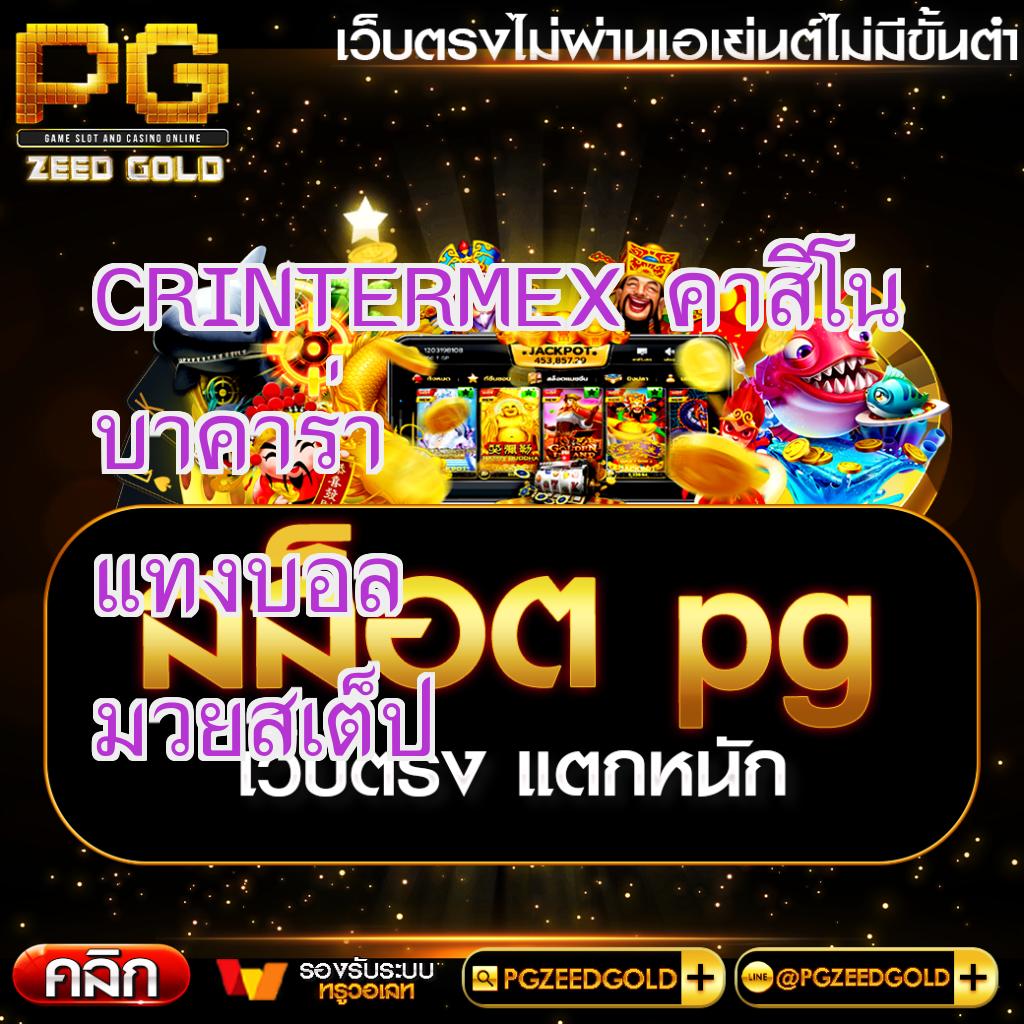 PG
เว็บตรงไม่ผ่านเอเย่นต์ไม่มีขั้นต่ำ
GAME SLOT AND CASINO ONLINE
ZEED GOLD
CRINTERMEX คาสิโน
JACKPOT
บาคาร่า
แทงบอล
สล็อต pg
มวยสเต็ป
เว็บตรง แตกหนัก
คลิก
รองรับระบบ
ทรูวอเลท
PGZEEDGOLD +
LINE @PGZEEDGOLD +